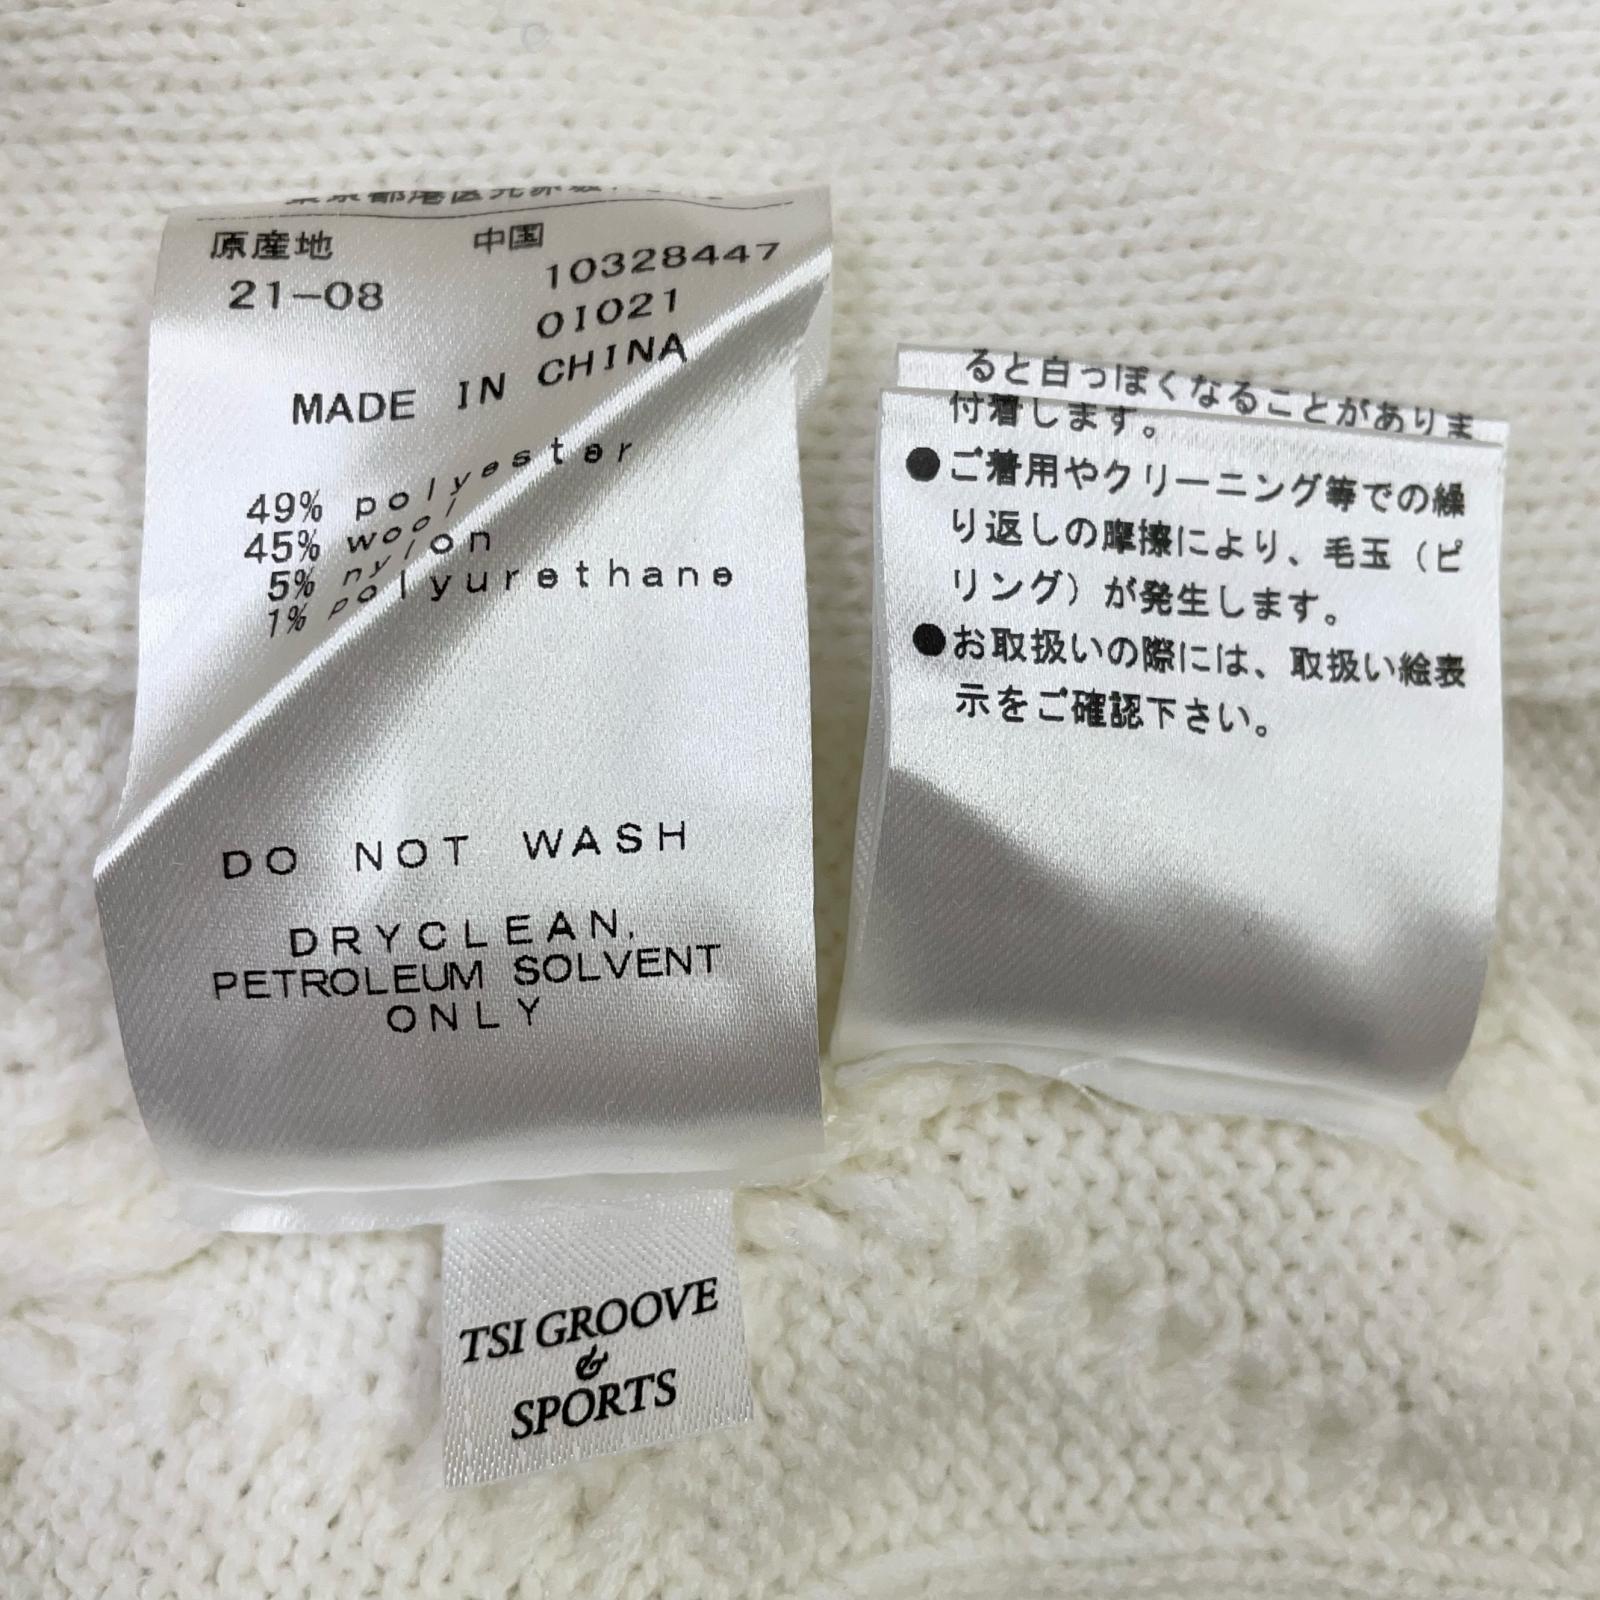 原産地 中国
21-08 10328447
01021
MADE IN CHINA
49% polyester
45% wool
5% nylon
1% polyurethane
DO NOT WASH
DRYCLEAN,
PETROLEUM SOLVENT
ONLY
TSI GROOVE
&
SPORTS
ると白っぽくなることがありま
付着します。
●ご着用やクリーニング等での繰
り返しの摩擦により、毛玉（ピ
リング）が発生します。
●お取扱いの際には、取扱い絵表
示をご確認下さい。